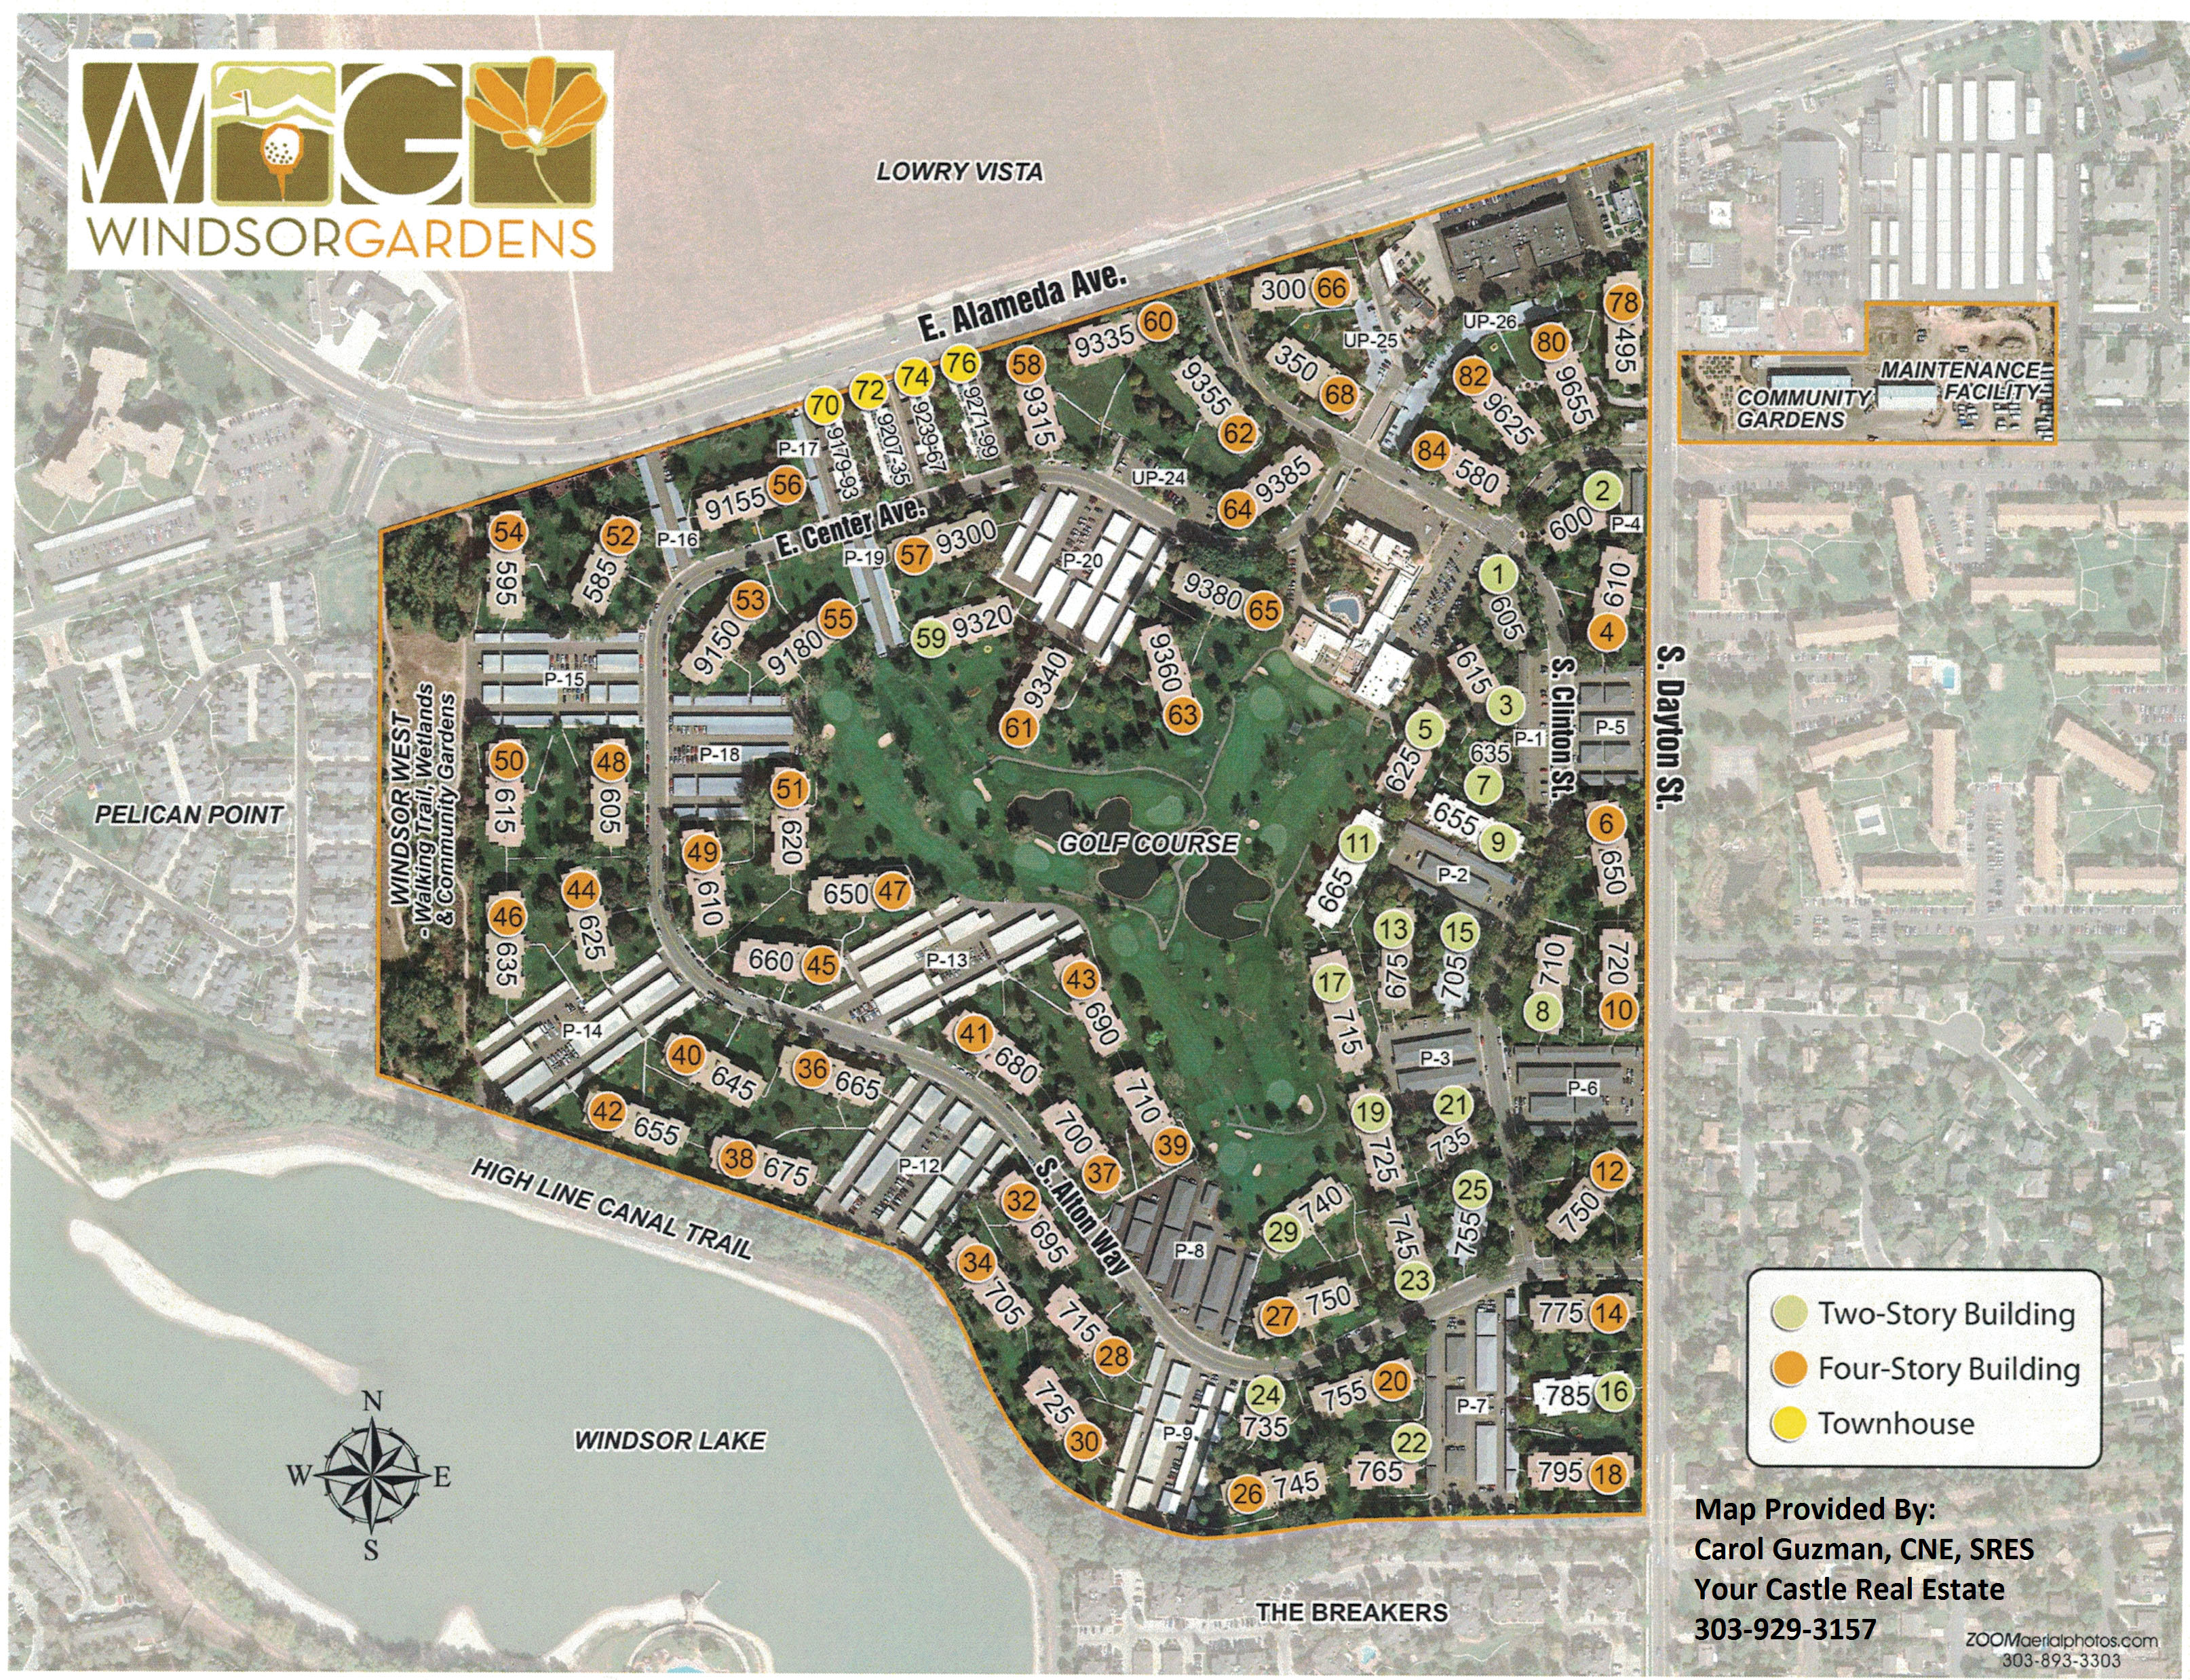 WG
WINDSORGARDENS
LOWRY VISTA
E. Alameda Ave.
300 66
UP-25
UP-26
78
495
80
9655
82
9625
350
68
9335 60
9355
62
58
9315
76
9271-99
74
9239-67
72
9207-35
70
9179-93
P-17
84
580
MAINTENANCE
FACILITY
COMMUNITY
GARDENS
2
600
P-4
UP-24
64 9385
9155 56
E. Center Ave.
54
595
52
585
P-16
P-19
57 9300
P-20
1
605
610
4
9380 65
53
9150
55
9180
59 9320
9340
61
9360
63
615
3
S. Clinton St.
S. Dayton St.
P-15
P-18
5
625
635
7
P-1
P-5
WINDSOR WEST
- Walking Trail, Wetlands
& Community Gardens
PELICAN POINT
50
615
48
605
51
620
GOLF COURSE
655
9
6
650
11
665
P-2
49
610
650 47
44
625
46
635
13
675
15
705
710
8
720
10
660 45
P-13
43
690
17
715
P-14
41
680
P-3
P-6
40
645
36
665
42
655
38
675
P-12
700
37
710
39
19
725
21
735
12
750
HIGH LINE CANAL TRAIL
S. Alton Way
32
695
P-8
29 740
745
23
25
755
34
705
715
28
27 750
775 14
725
30
P-9
24
735
755 20
P-7
785 16
22
765
26 745
795 18
Two-Story Building
Four-Story Building
Townhouse
N
W
E
S
WINDSOR LAKE
THE BREAKERS
Map Provided By:
Carol Guzman, CNE, SRES
Your Castle Real Estate
303-929-3157
ZOOMaerialphotos.com
303-893-3303